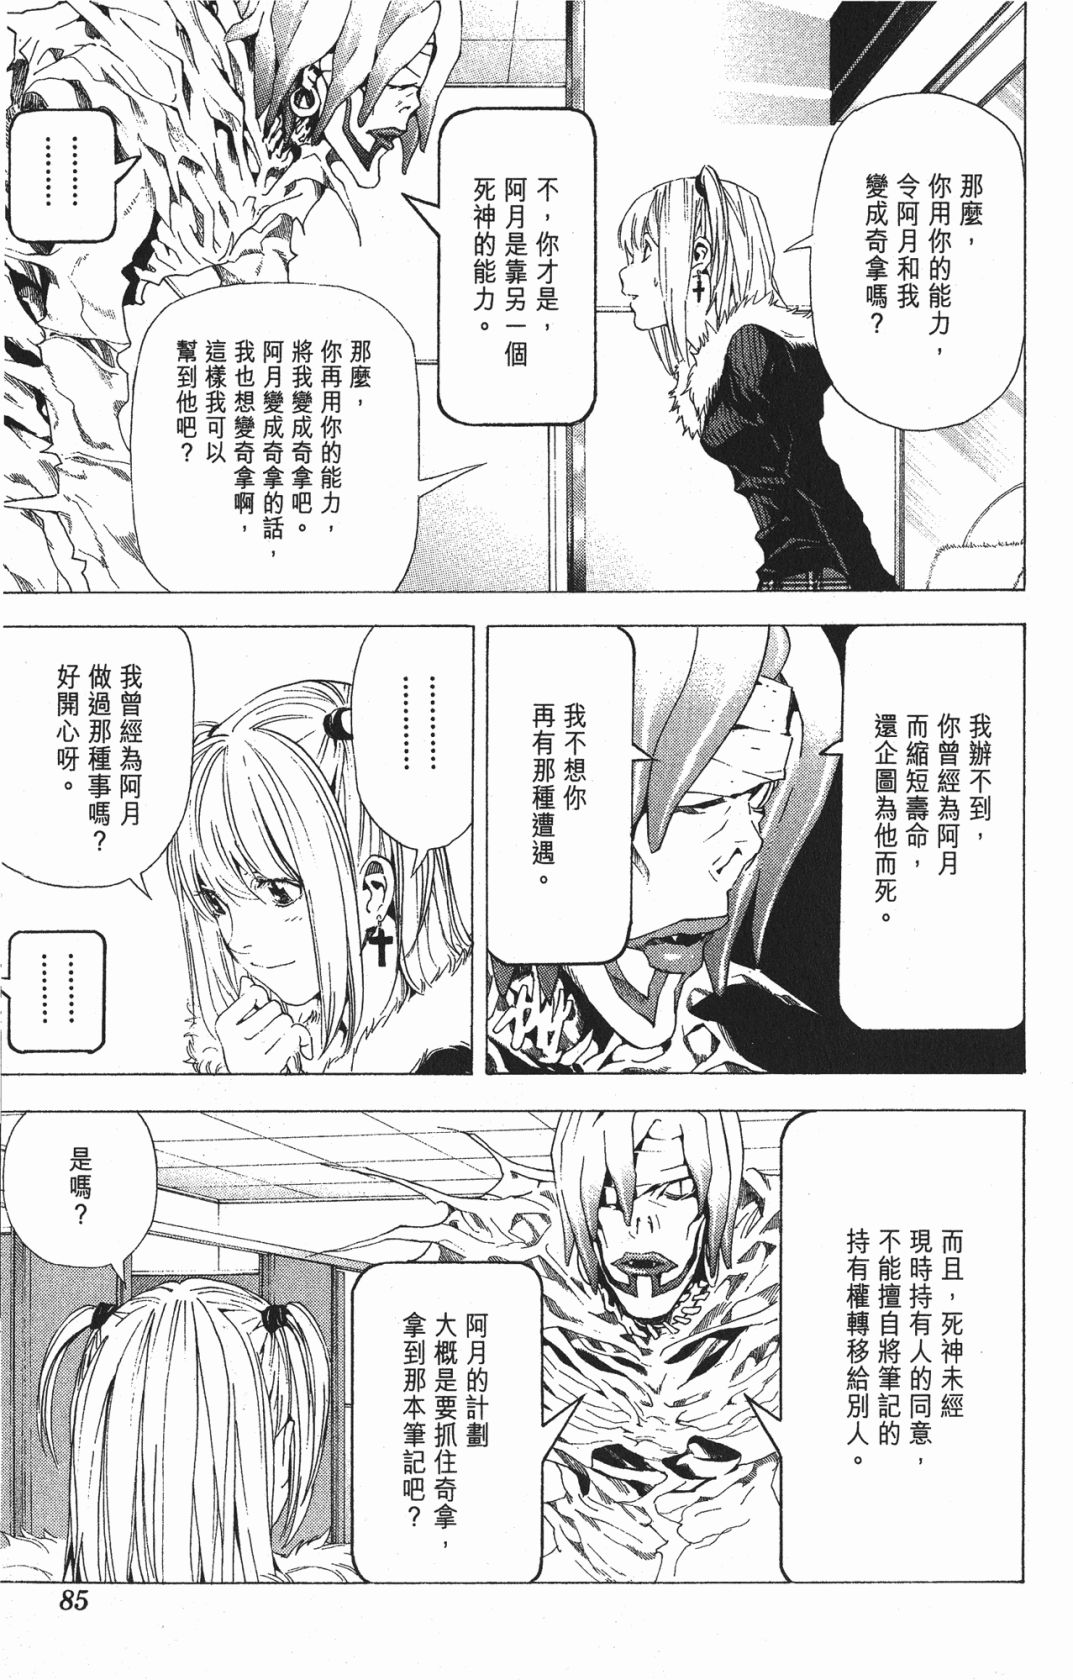 那麼，
你用你的能力，
令阿月和我
變成奇拿嗎？
不，你才是，
阿月是靠另一個
死神的能力。
那麼，
你再用你的能力，
將我變成奇拿吧。
阿月變成奇拿的話，
我也想變奇拿啊，
這樣我可以
幫到他吧？
………
………
我辦不到，
你曾經為阿月
而縮短壽命，
還企圖為他而死。
我不想你
再有那種遭遇。
………
………
我曾經為阿月
做過那種事嗎？
好開心呀。
………
………
而且，死神未經
現時持有人的同意，
不能擅自將筆記的
持有權轉移給別人。
阿月的計劃
大概是要抓住奇拿，
拿到那本筆記吧？
是嗎？
85